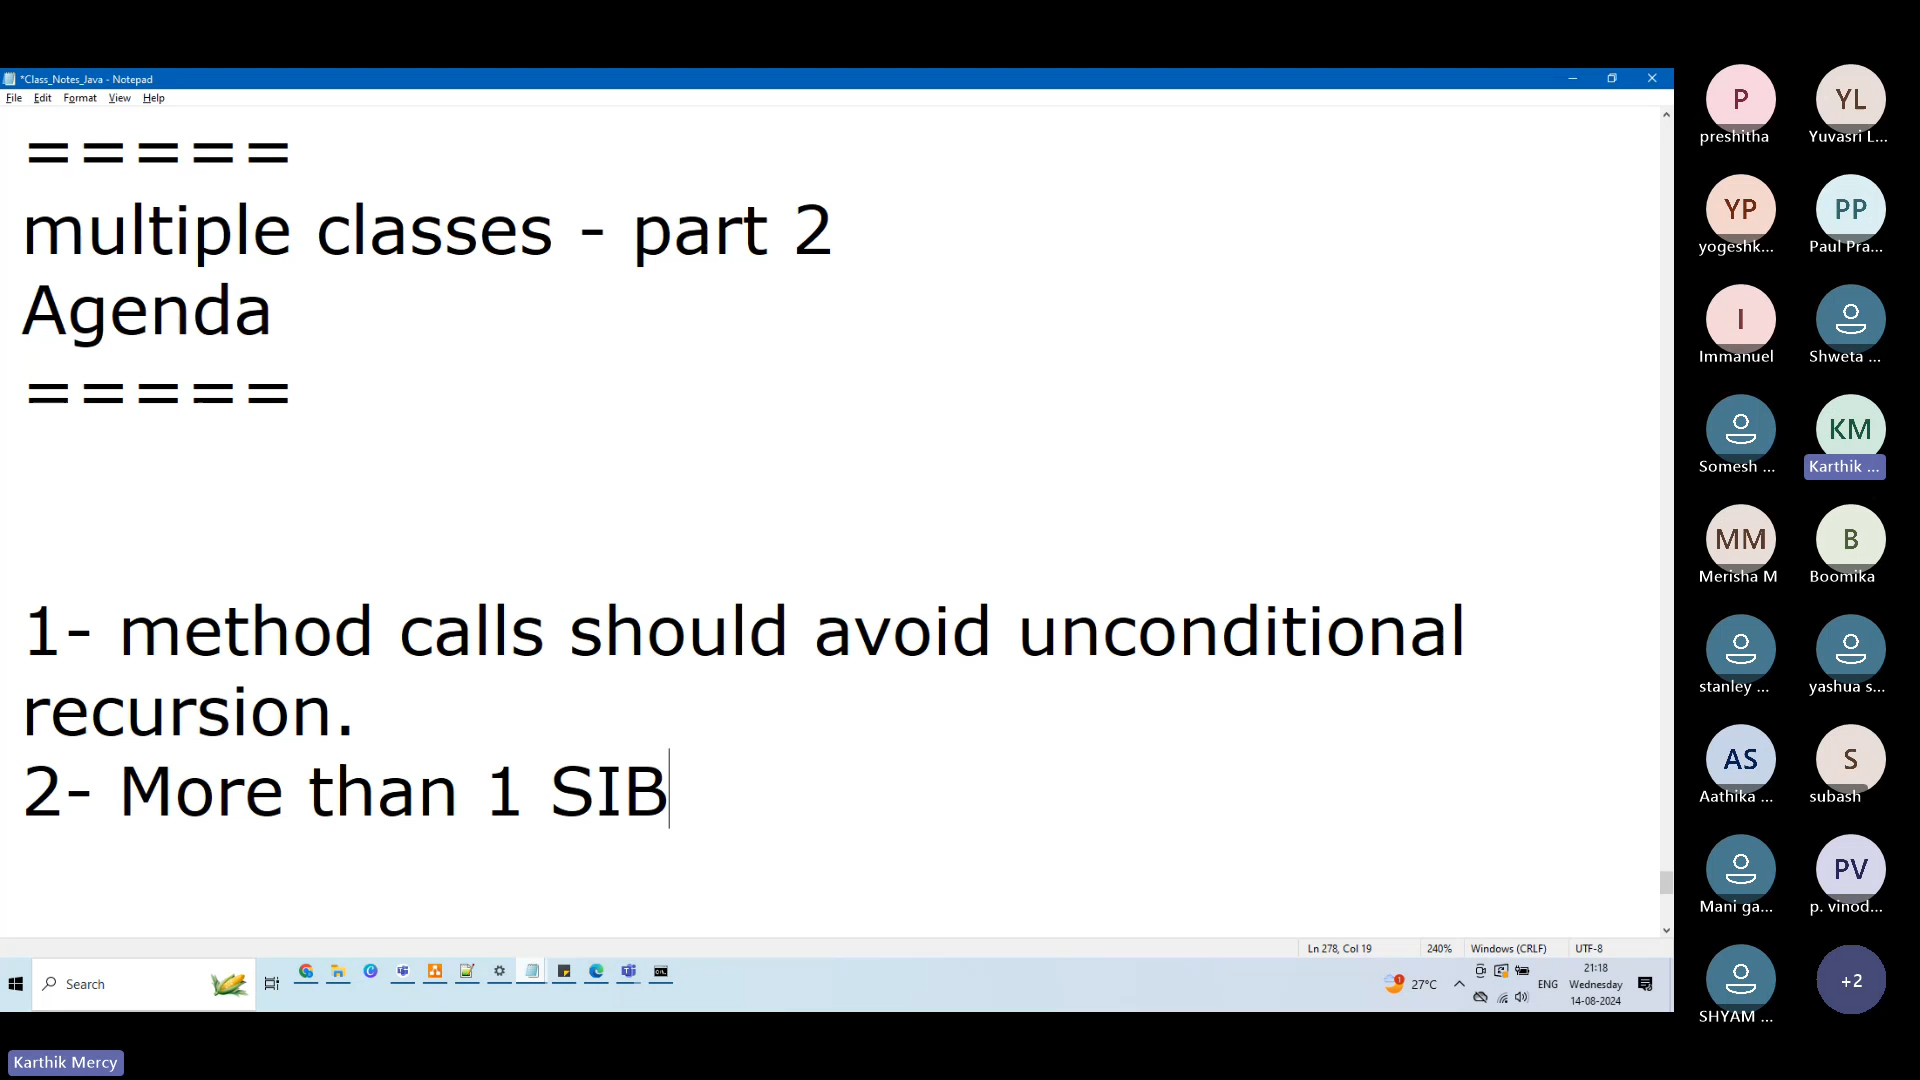 *Class_Notes_Java - Notepad
File Edit Format View Help
=====
multiple classes - part 2
Agenda
=====
1- method calls should avoid unconditional
recursion.
2- More than 1 SIB
Ln 278, Col 19 240% Windows (CRLF) UTF-8
Search
27°C ENG
21:18
Wednesday
14-08-2024
P YL
preshitha Yuvasri L...
YP PP
yogeshk... Paul Pra...
I
Immanuel Shweta ...
KM
Somesh ... Karthik ...
MM B
Merisha M Boomika
stanley ... yashua s...
AS S
Aathika ... subash
PV
Mani ga... p. vinod...
+2
SHYAM ...
Karthik Mercy